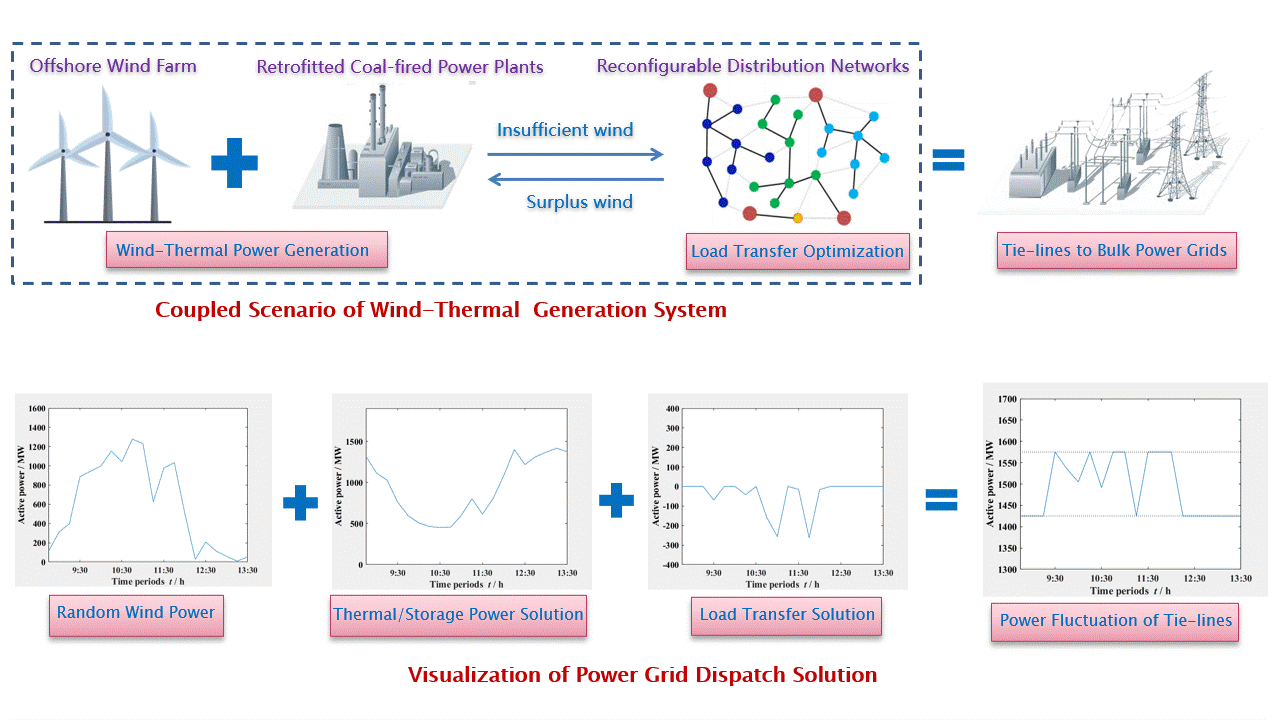 Offshore Wind Farm
Retrofitted Coal-fired Power Plants
Reconfigurable Distribution Networks
Insufficient wind
Surplus wind
Wind-Thermal Power Generation
Load Transfer Optimization
Tie-lines to Bulk Power Grids
Coupled Scenario of Wind-Thermal Generation System
1600
1400
1200
1000
800
600
400
200
0
Active power / MW
9:30 10:30 11:30 12:30 13:30
Time periods t / h
Random Wind Power
1500
1000
500
0
Active power / MW
9:30 10:30 11:30 12:30 13:30
Time periods t / h
Thermal/Storage Power Solution
400
300
200
100
0
-100
-200
-300
-400
Active power / MW
9:30 10:30 11:30 12:30 13:30
Time periods t / h
Load Transfer Solution
1700
1650
1600
1550
1500
1450
1400
1350
1300
Active power / MW
9:30 10:30 11:30 12:30 13:30
Time periods t / h
Power Fluctuation of Tie-lines
Visualization of Power Grid Dispatch Solution